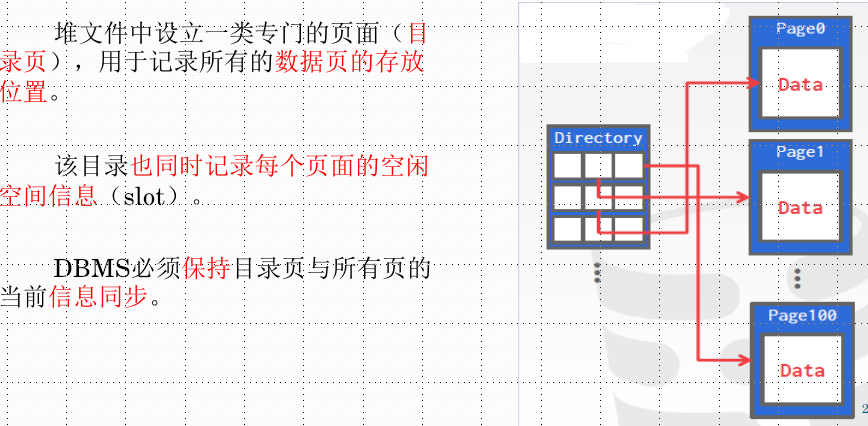 堆文件中设立一类专门的页面（目
录页），用于记录所有的数据页的存放
位置。
该目录也同时记录每个页面的空闲
空间信息（slot）。
DBMS必须保持目录页与所有页的
当前信息同步。
Directory
Page0
Data
Page1
Data
Page100
Data
2